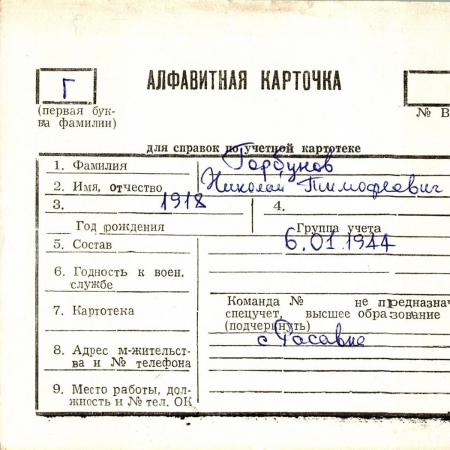 Г
АЛФАВИТНАЯ КАРТОЧКА
(первая бук-
ва фамилии)
№ В
для справок по учетной картотеке
1. Фамилия Горбунов
2. Имя, отчество Николай Тимофеевич
3. 1918 4.
Год рождения Группа учета
5. Состав 6.01.1944
6. Годность к воен.
службе
Команда № не предназнач
7. Картотека спецучет, высшее образование
(подчеркнуть)
8. Адрес м-жительст-
ва и № телефона
с
9. Место работы, дол-
жность и № тел. ОК